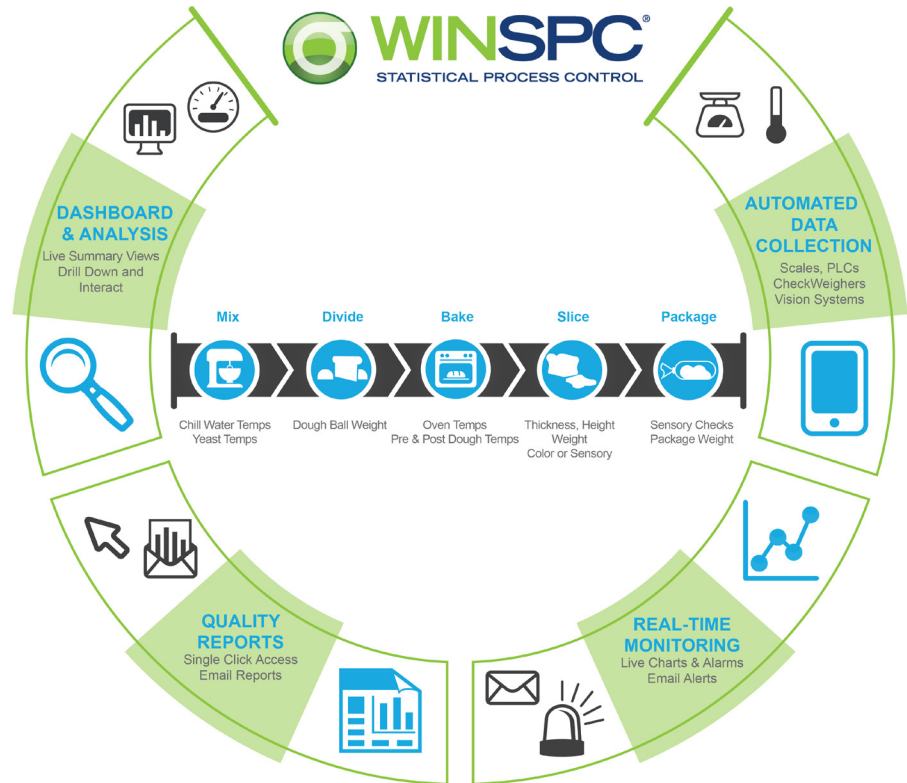 WINSPC®
STATISTICAL PROCESS CONTROL
DASHBOARD
& ANALYSIS
Live Summary Views
Drill Down and
Interact
AUTOMATED
DATA
COLLECTION
Scales, PLCs
CheckWeighers
Vision Systems
Mix
Divide
Bake
Slice
Package
Chill Water Temps
Yeast Temps
Dough Ball Weight
Oven Temps
Pre & Post Dough Temps
Thickness, Height
Weight
Color or Sensory
Sensory Checks
Package Weight
QUALITY
REPORTS
Single Click Access
Email Reports
REAL-TIME
MONITORING
Live Charts & Alarms
Email Alerts